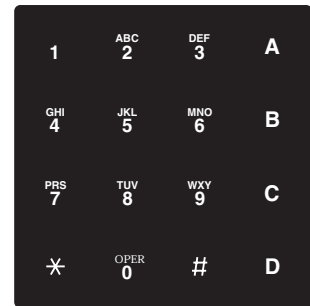 ABC DEF
1 2 3 A
GHI JKL MNO
4 5 6 B
PRS TUV WXY
7 8 9 C
OPER
* 0 # D